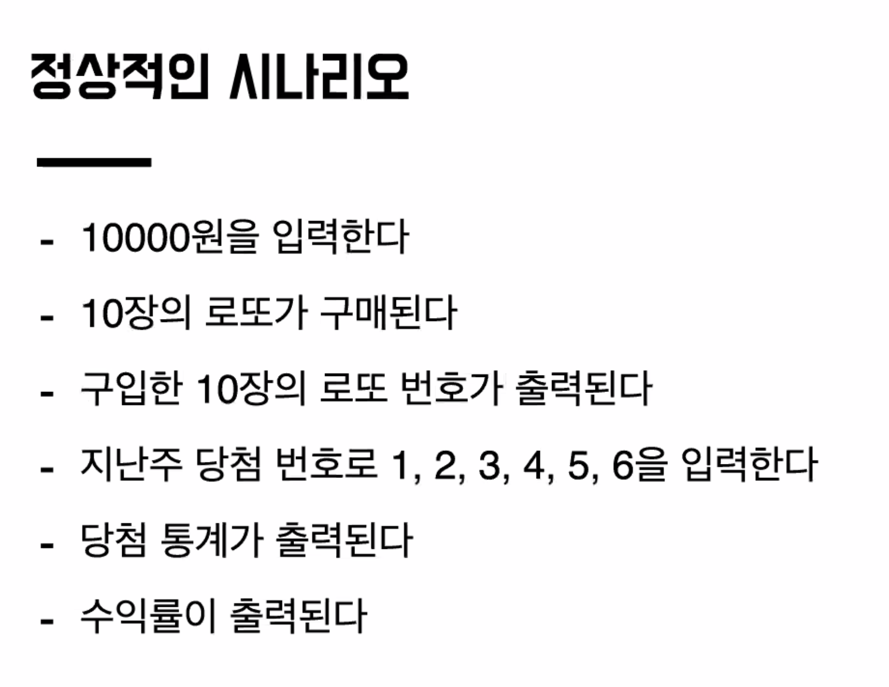 정상적인 시나리오
- 10000원을 입력한다
- 10장의 로또가 구매된다
- 구입한 10장의 로또 번호가 출력된다
- 지난주 당첨 번호로 1, 2, 3, 4, 5, 6을 입력한다
- 당첨 통계가 출력된다
- 수익률이 출력된다